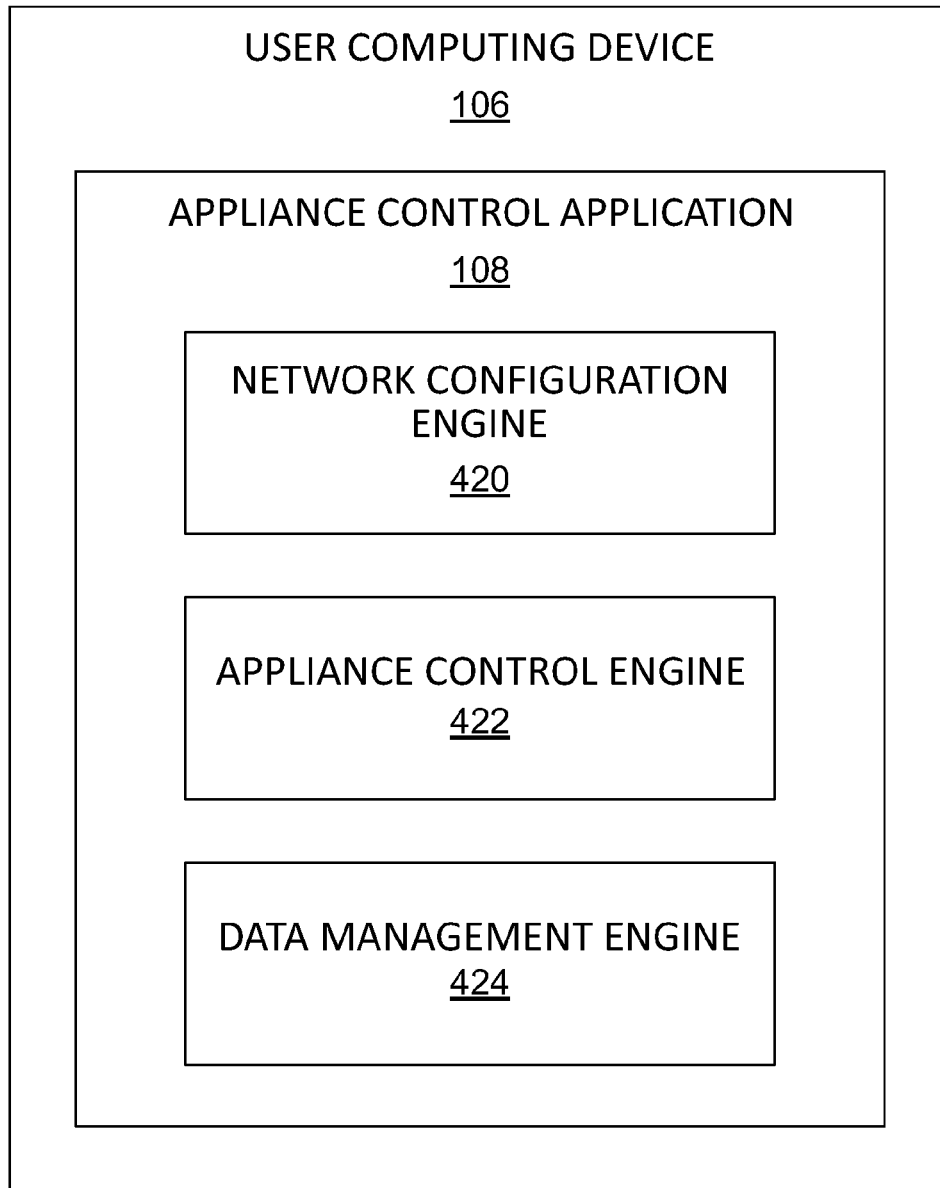 USER COMPUTING DEVICE
106
APPLIANCE CONTROL APPLICATION
108
NETWORK CONFIGURATION
ENGINE
420
APPLIANCE CONTROL ENGINE
422
DATA MANAGEMENT ENGINE
424